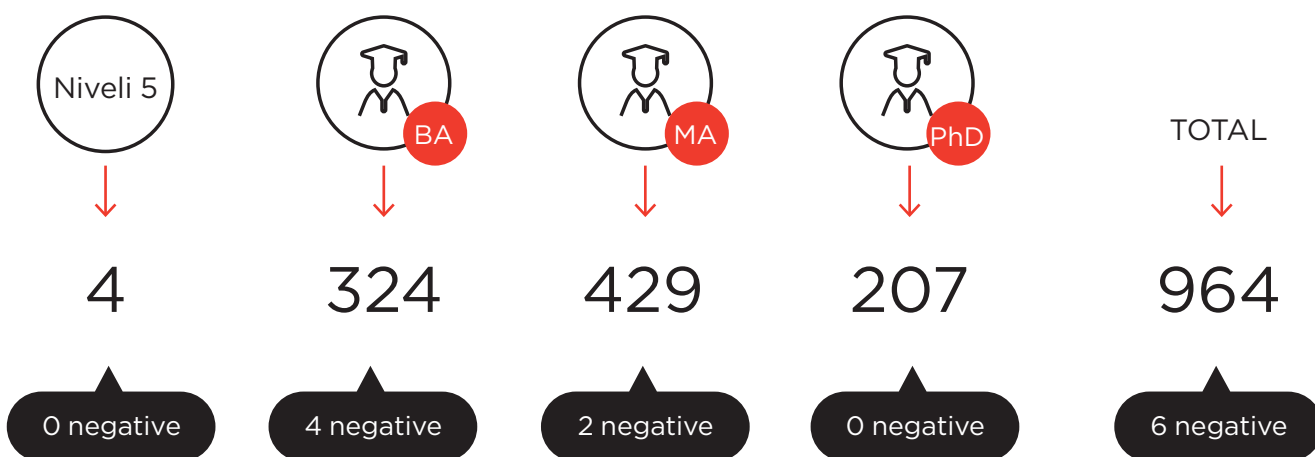 Niveli 5
BA
MA
PhD
TOTAL
4
324
429
207
964
0 negative
4 negative
2 negative
0 negative
6 negative